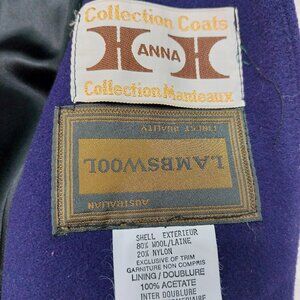 Collection Coats
H ANNA H
Collection Manteaux
AUSTRALIAN
LAMBSWOOL
FINEST QUALITY
SHELL EXTERIEUR
80% WOOL/LAINE
20% NYLON
EXCLUSIVE OF TRIM
GARNITURE NON COMPRIS
LINING/DOUBLURE
100% ACETATE
INTER DOUBLURE